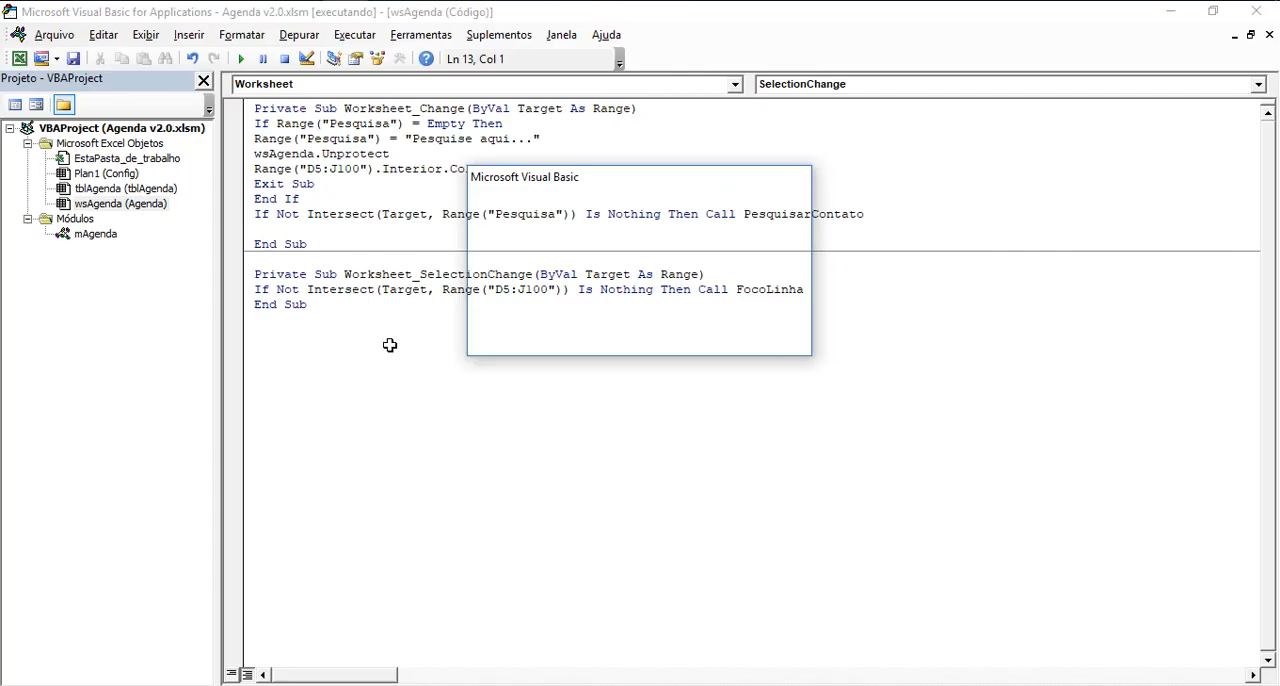 Microsoft Visual Basic for Applications - Agenda v2.0.xlsm [executando] - [wsAgenda (Código)]
Arquivo Editar Exibir Inserir Formatar Depurar Executar Ferramentas Suplementos Janela Ajuda
Ln 13, Col 1
Projeto - VBAProject
VBAProject (Agenda v2.0.xlsm)
Microsoft Excel Objetos
EstaPasta_de_trabalho
Plan1 (Config)
tblAgenda (tblAgenda)
wsAgenda (Agenda)
Módulos
mAgenda
Worksheet
SelectionChange
Private Sub Worksheet_Change(ByVal Target As Range)
If Range("Pesquisa") = Empty Then
Range("Pesquisa") = "Pesquise aqui..."
wsAgenda.Unprotect
Range("D5:J100").Interior.Co
Exit Sub
End If
If Not Intersect(Target, Range("Pesquisa")) Is Nothing Then Call PesquisarContato
End Sub
Private Sub Worksheet_SelectionChange(ByVal Target As Range)
If Not Intersect(Target, Range("D5:J100")) Is Nothing Then Call FocoLinha
End Sub
Microsoft Visual Basic